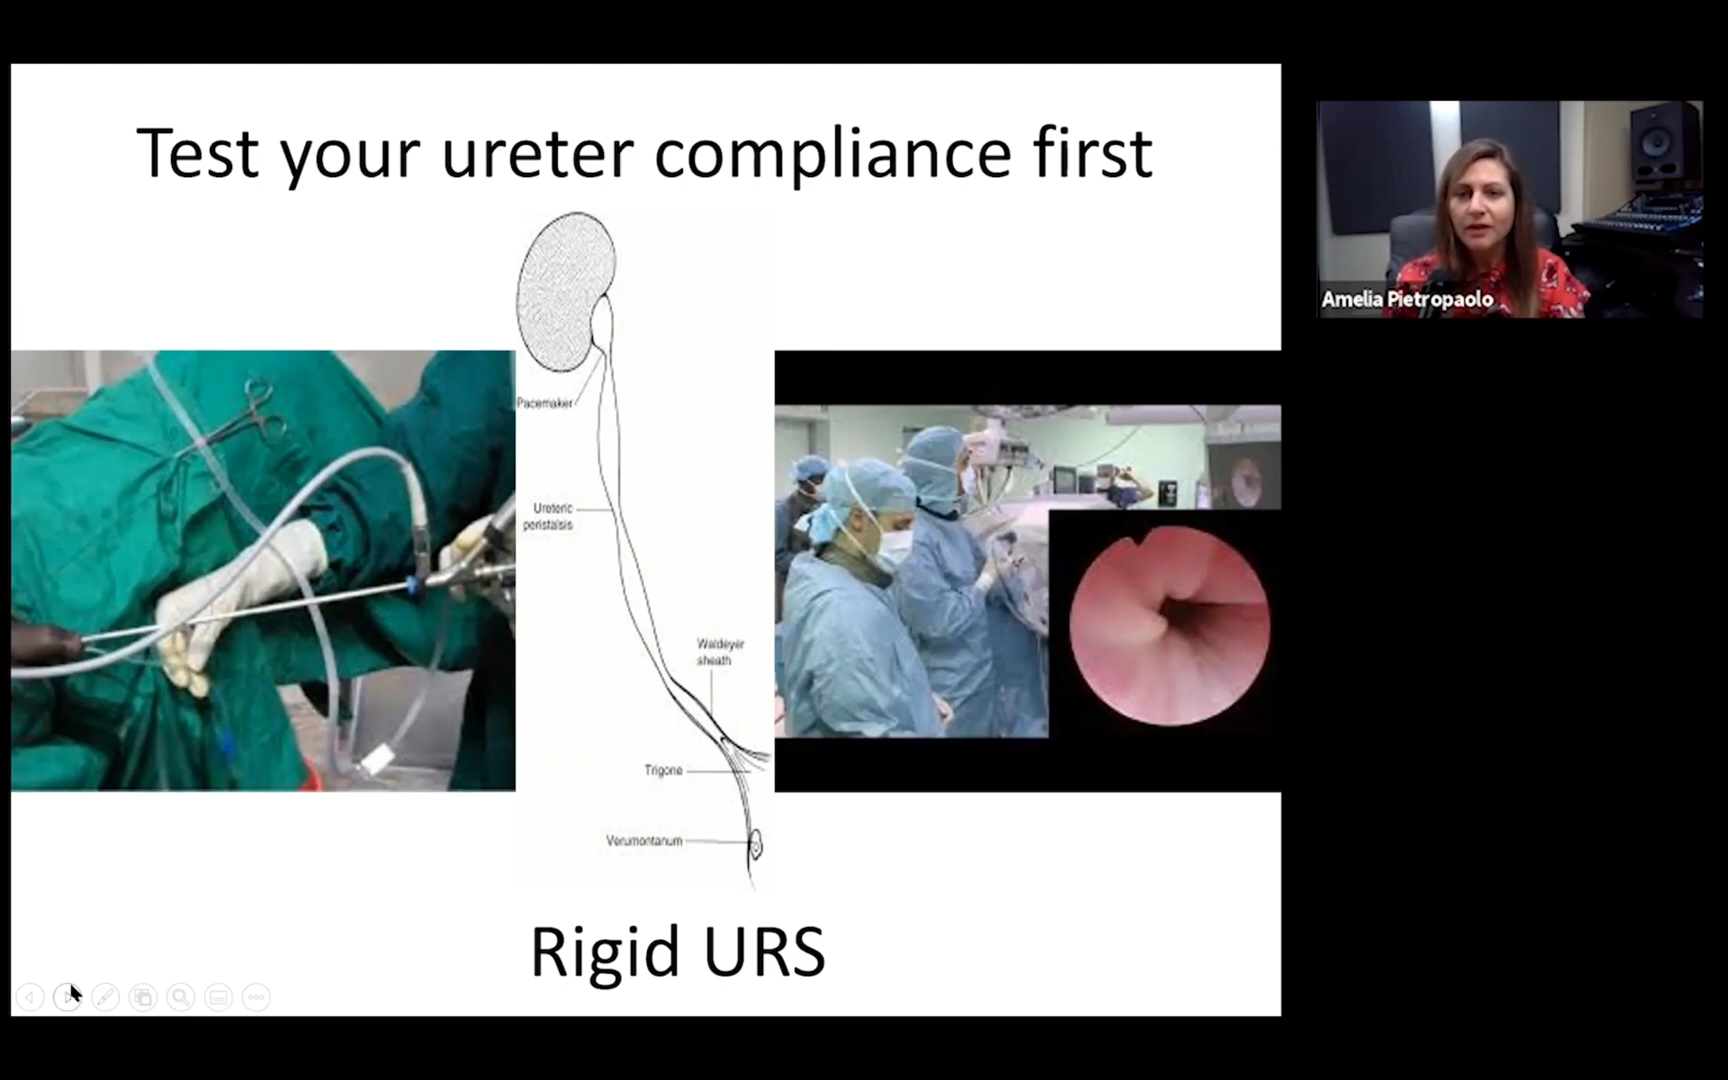 Test your ureter compliance first
Amelia Pietropaolo
Pacemaker
Ureteric
peristalsis
Waldeyer
sheath
Trigone
Verumontanum
Rigid URS